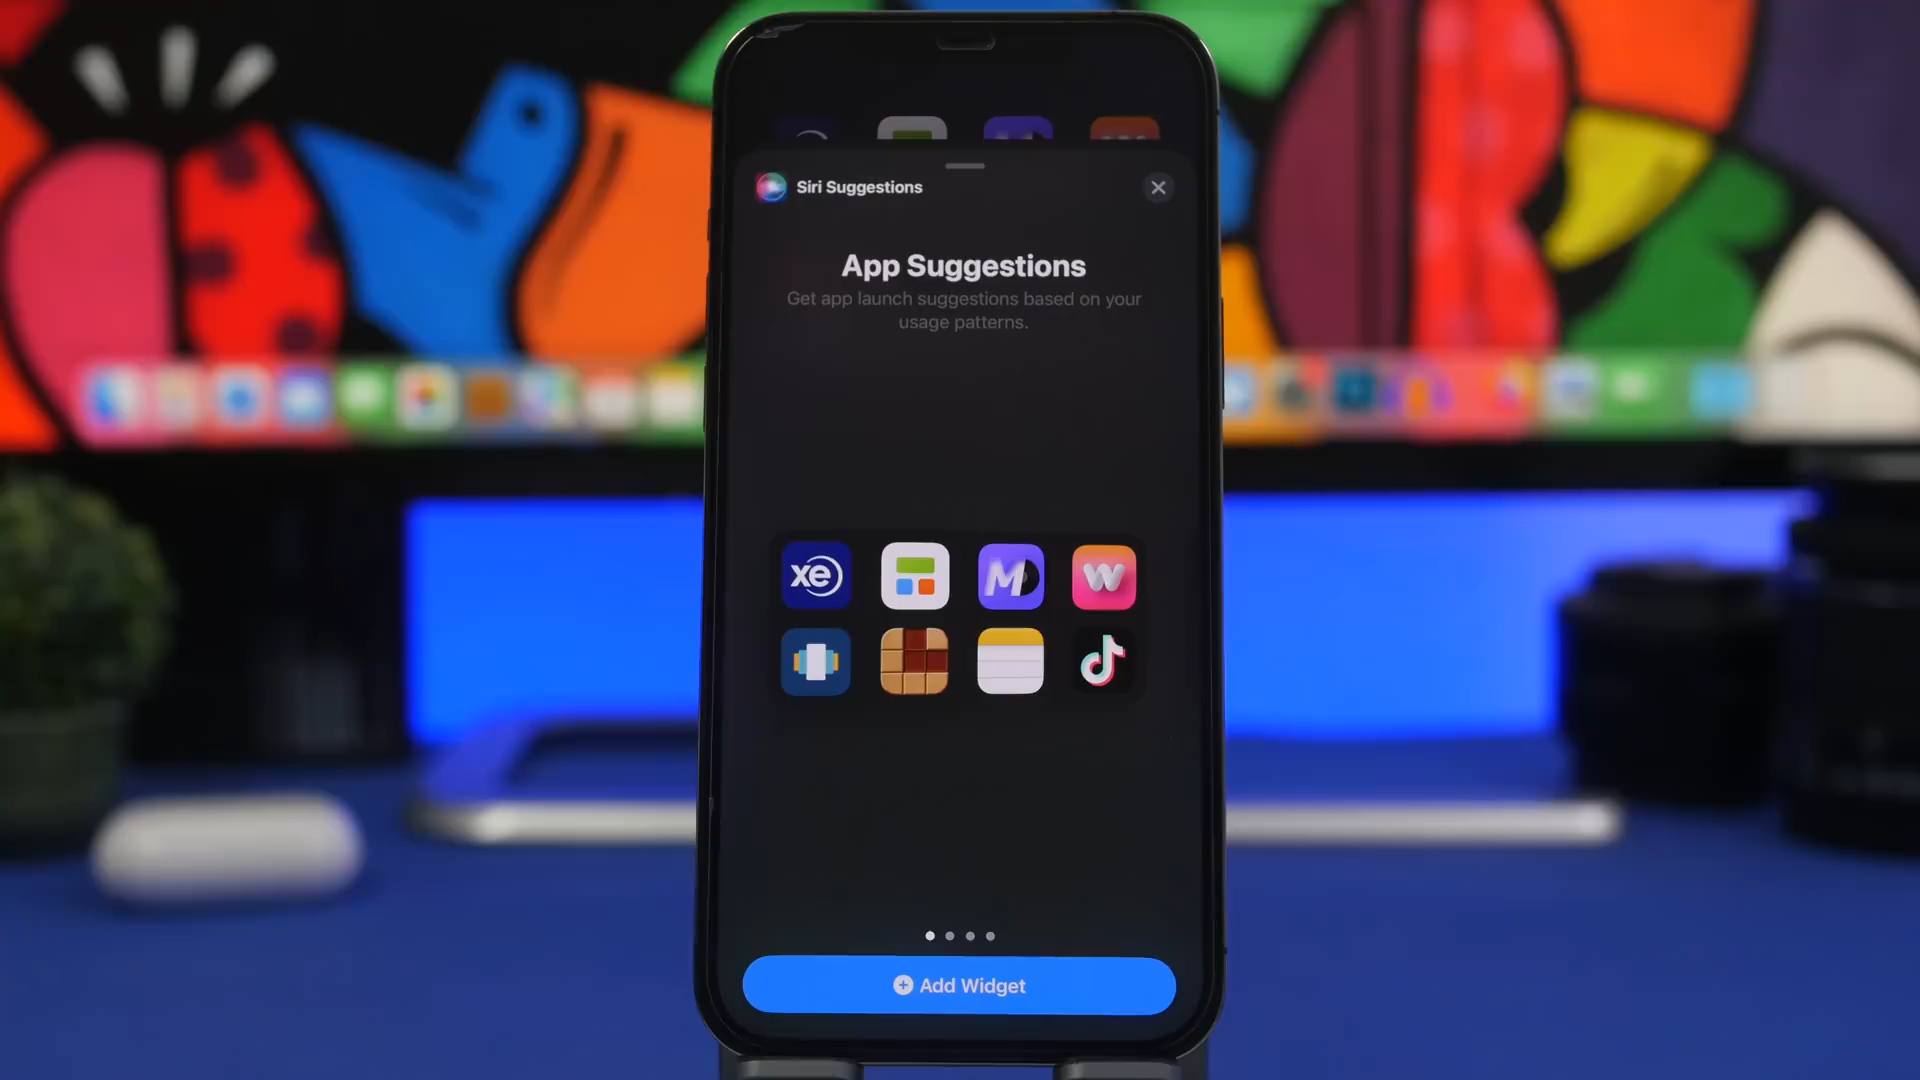 Siri Suggestions
App Suggestions
Get app launch suggestions based on your
usage patterns.
xe
M
W
Add Widget